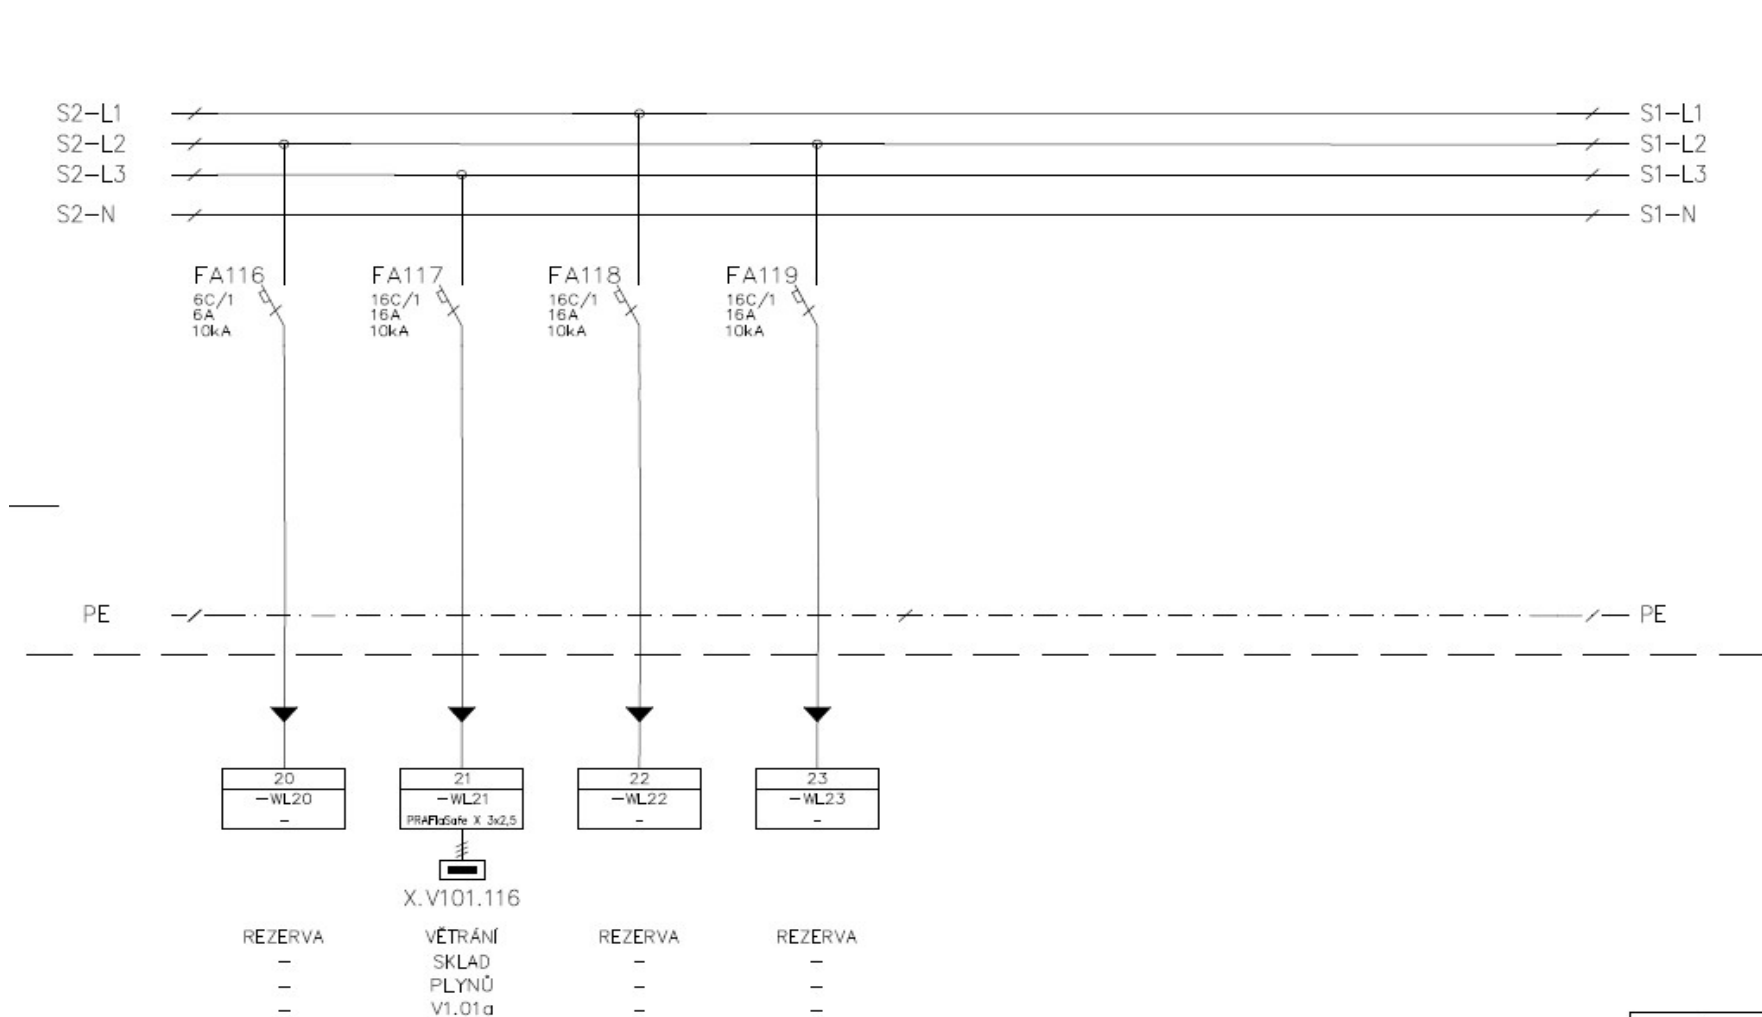 S2-L1 S1-L1
S2-L2 S1-L2
S2-L3 S1-L3
S2-N S1-N
FA116 FA117 FA118 FA119
6C/1 16C/1 16C/1 16C/1
6A 16A 16A 16A
10kA 10kA 10kA 10kA
PE PE
20 21 22 23
-WL20 -WL21 -WL22 -WL23
- PRAFlaSafe X 3x2,5 - -
X.V101.116
REZERVA VĚTRÁNÍ REZERVA REZERVA
- SKLAD - -
- PLYNŮ - -
- V1.01a - -